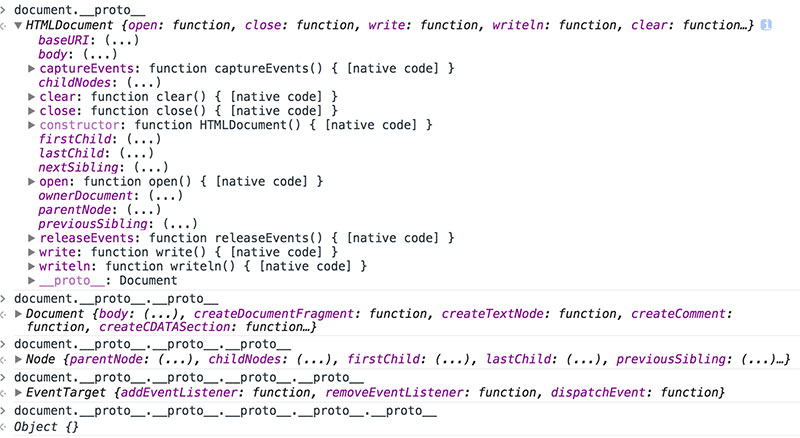 document.__proto__
HTMLDocument {open: function, close: function, write: function, writeln: function, clear: function…} i
baseURI: (...)
body: (...)
captureEvents: function captureEvents() { [native code] }
childNodes: (...)
clear: function clear() { [native code] }
close: function close() { [native code] }
constructor: function HTMLDocument() { [native code] }
firstChild: (...)
lastChild: (...)
nextSibling: (...)
open: function open() { [native code] }
ownerDocument: (...)
parentNode: (...)
previousSibling: (...)
releaseEvents: function releaseEvents() { [native code] }
write: function write() { [native code] }
writeln: function writeln() { [native code] }
__proto__: Document
document.__proto__.__proto__
Document {body: (...), createDocumentFragment: function, createTextNode: function, createComment:
function, createCDATASection: function…}
document.__proto__.__proto__.__proto__
Node {parentNode: (...), childNodes: (...), firstChild: (...), lastChild: (...), previousSibling: (...)…}
document.__proto__.__proto__.__proto__.__proto__
EventTarget {addEventListener: function, removeEventListener: function, dispatchEvent: function}
document.__proto__.__proto__.__proto__.__proto__.__proto__
Object {}